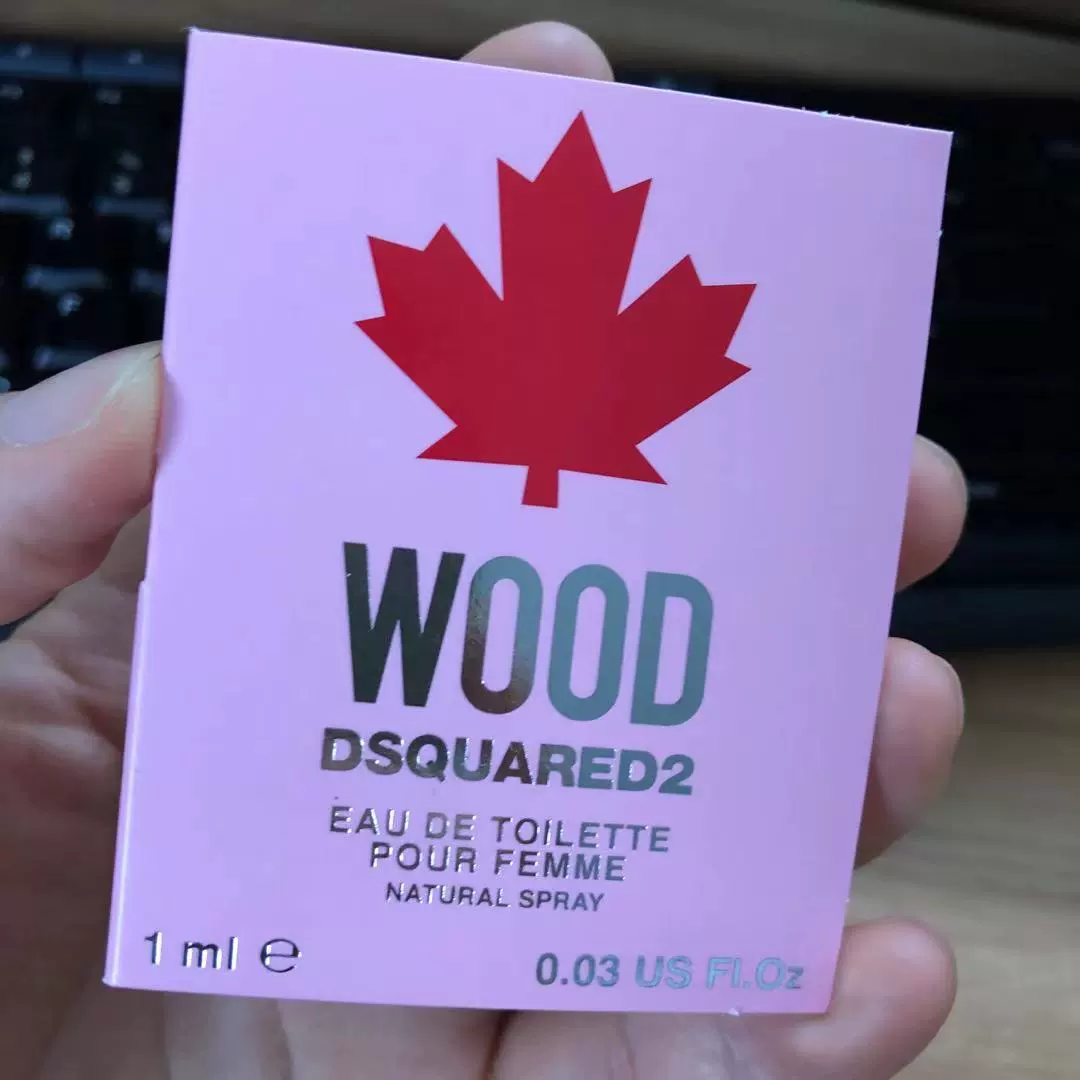 WOOD
DSQUARED2
EAU DE TOILETTE
POUR FEMME
NATURAL SPRAY
1 ml ℮
0.03 US Fl.Oz